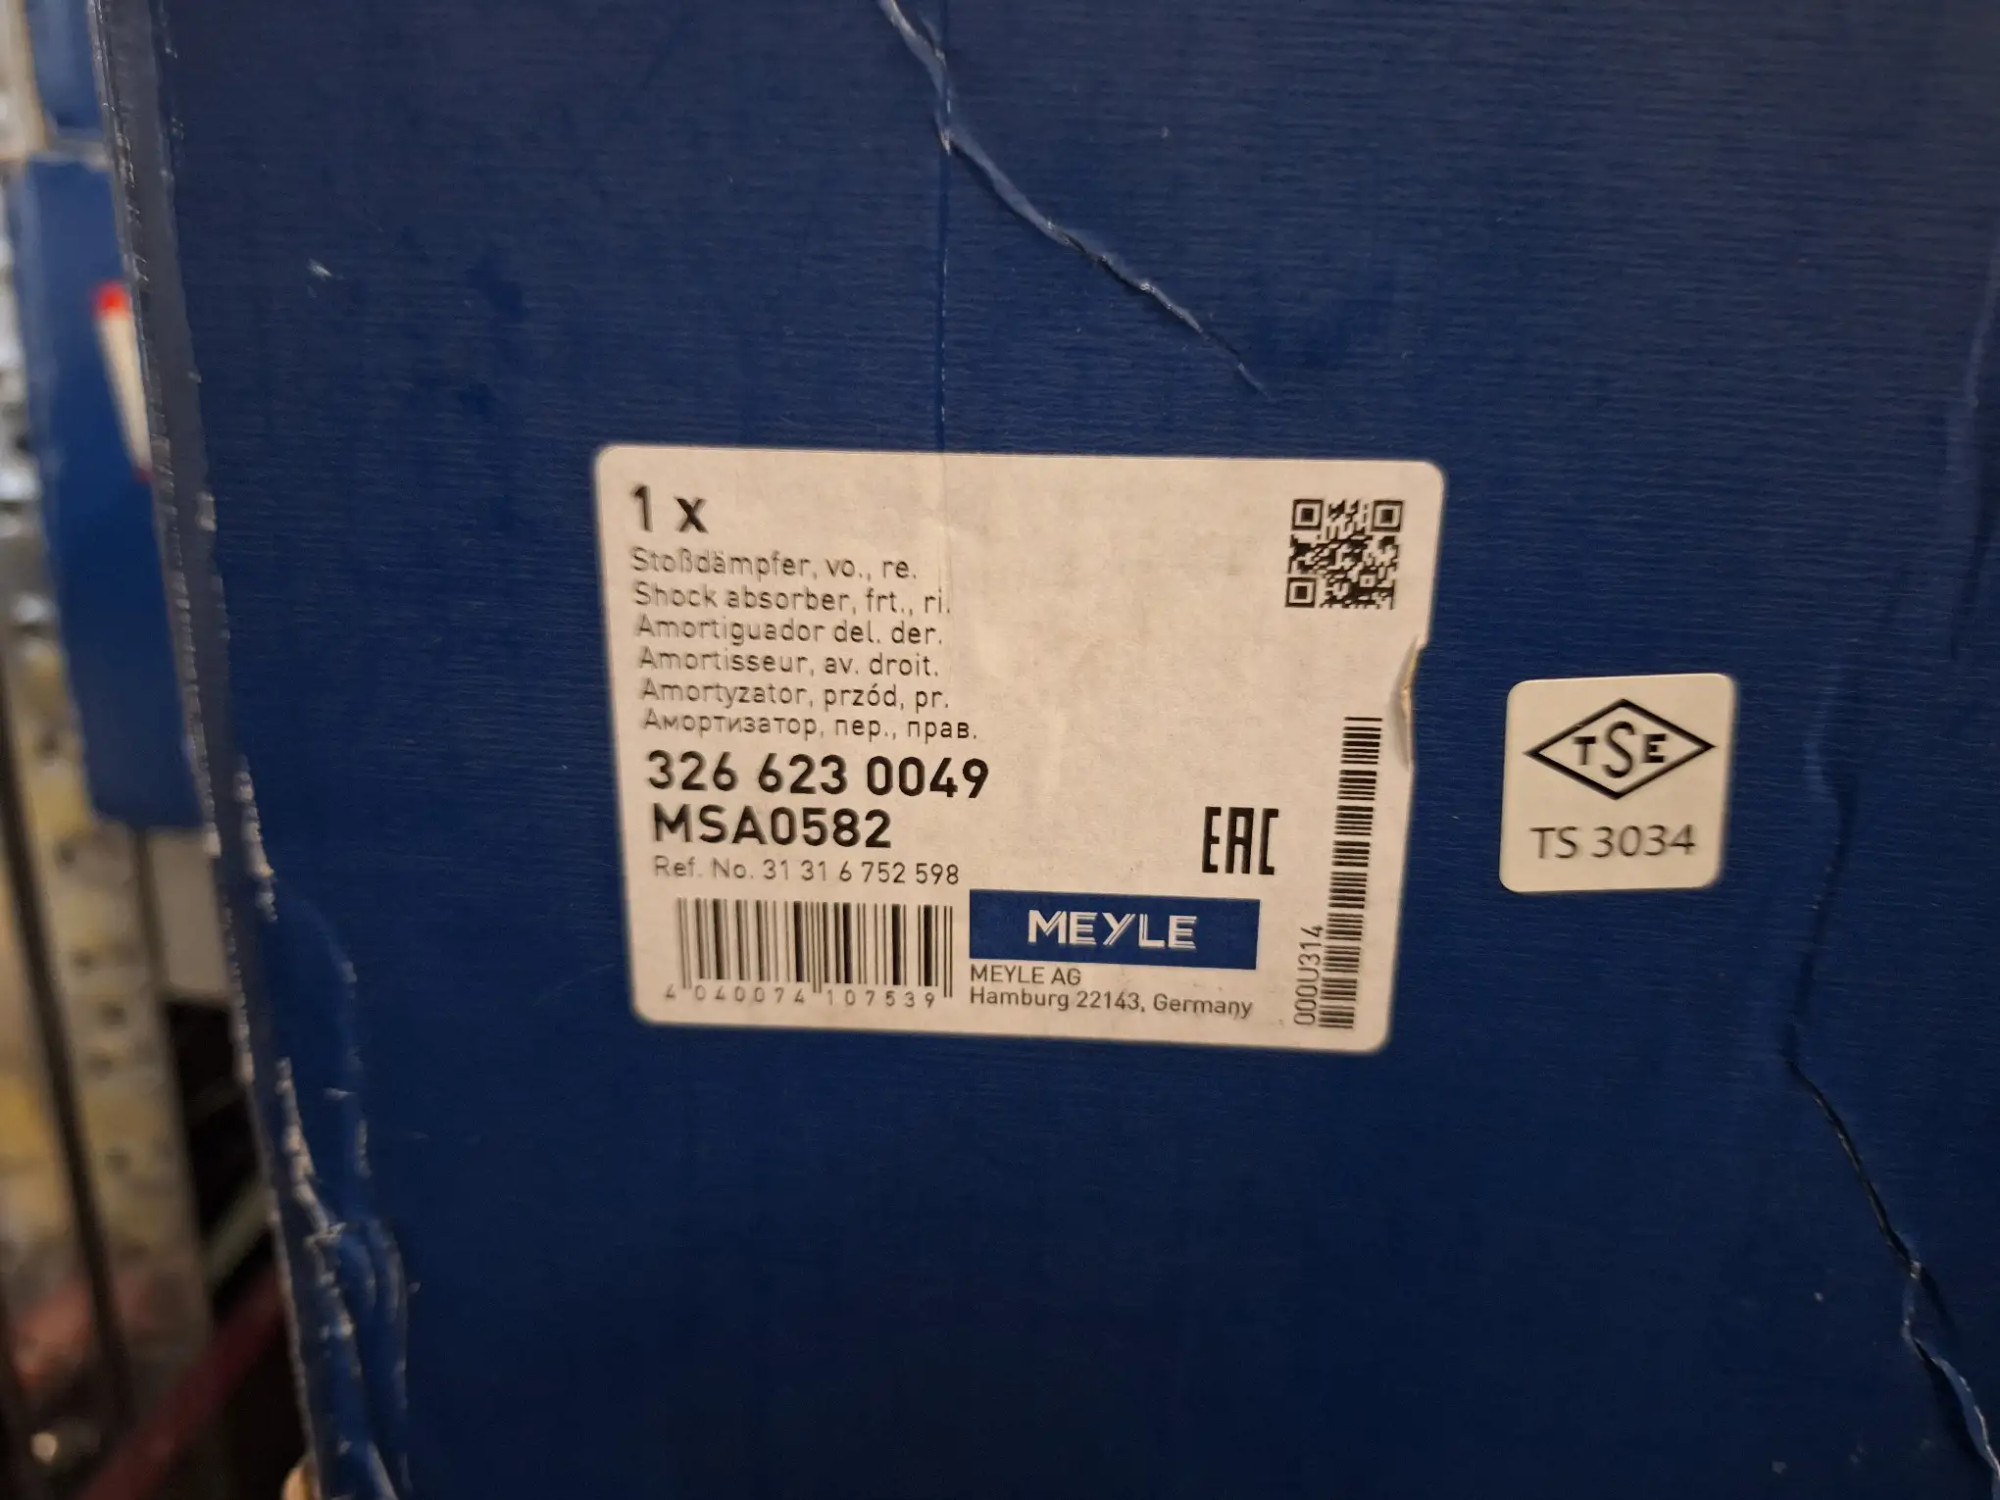 1 x
Stoßdämpfer, vo., re.
Shock absorber, frt., ri.
Amortiguador del. der.
Amortisseur, av. droit.
Amortyzator, przód, pr.
Амортизатор, пер., прав.
326 623 0049
MSA0582
Ref. No. 31 31 6 752 598
EAC
4 040074 107539
MEYLE
MEYLE AG
Hamburg 22143, Germany
000U314
TSE
TS 3034